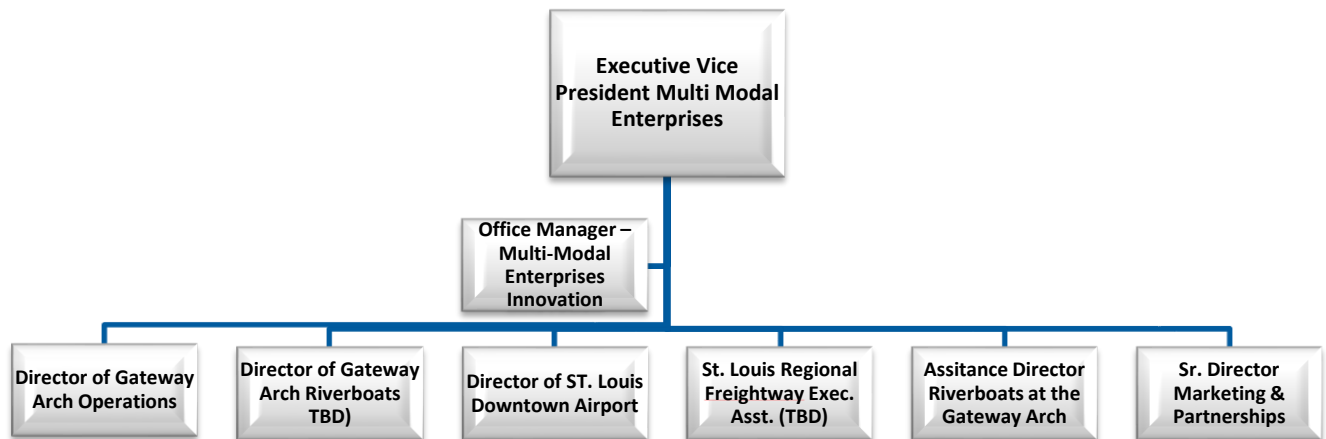 Executive Vice
President Multi Modal
Enterprises
Office Manager –
Multi-Modal
Enterprises
Innovation
Director of Gateway
Arch Operations
Director of Gateway
Arch Riverboats
TBD)
Director of ST. Louis
Downtown Airport
St. Louis Regional
Freightway Exec.
Asst. (TBD)
Assitance Director
Riverboats at the
Gateway Arch
Sr. Director
Marketing &
Partnerships